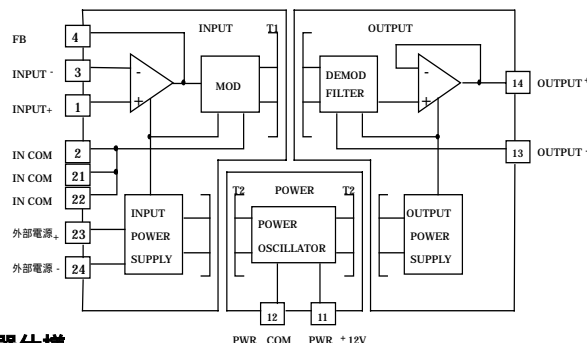 INPUT T1 OUTPUT
FB 4
INPUT - 3
- +
MOD
DEMOD
FILTER
- +
14 OUTPUT+
INPUT+ 1
IN COM 2
13 OUTPUT -
IN COM 21
IN COM 22
T2 POWER T2
INPUT
POWER
SUPPLY
POWER
OSCILLATOR
OUTPUT
POWER
SUPPLY
外部電源+ 23
外部電源 - 24
12 11
PWR COM PWR +12V